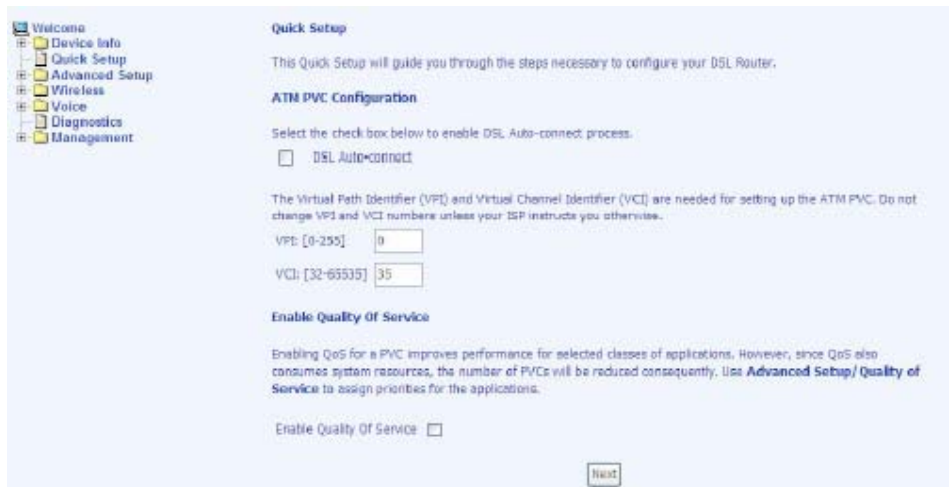 Welcome
Device Info
Quick Setup
Advanced Setup
Wireless
Voice
Diagnostics
Management
Quick Setup
This Quick Setup will guide you through the steps necessary to configure your DSL Router.
ATM PVC Configuration
Select the check box below to enable DSL Auto-connect process.
DSL Auto-connect
The Virtual Path Identifier (VPI) and Virtual Channel Identifier (VCI) are needed for setting up the ATM PVC. Do not
change VPI and VCI numbers unless your ISP instructs you otherwise.
VPI: [0-255] 0
VCI: [32-65535] 35
Enable Quality Of Service
Enabling QoS for a PVC improves performance for selected classes of applications. However, since QoS also
consumes system resources, the number of PVCs will be reduced consequently. Use Advanced Setup/Quality of
Service to assign priorities for the applications.
Enable Quality Of Service
Next